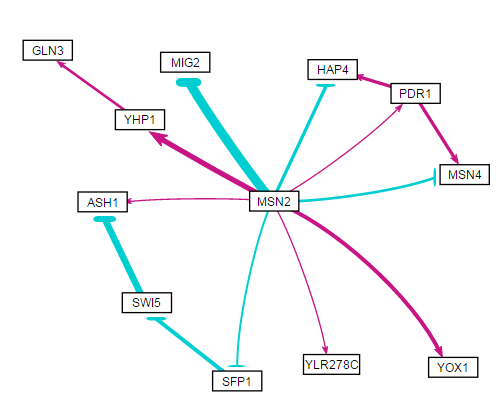 GLN3
MIG2
HAP4
PDR1
YHP1
MSN4
ASH1
MSN2
SWI5
YLR278C
YOX1
SFP1